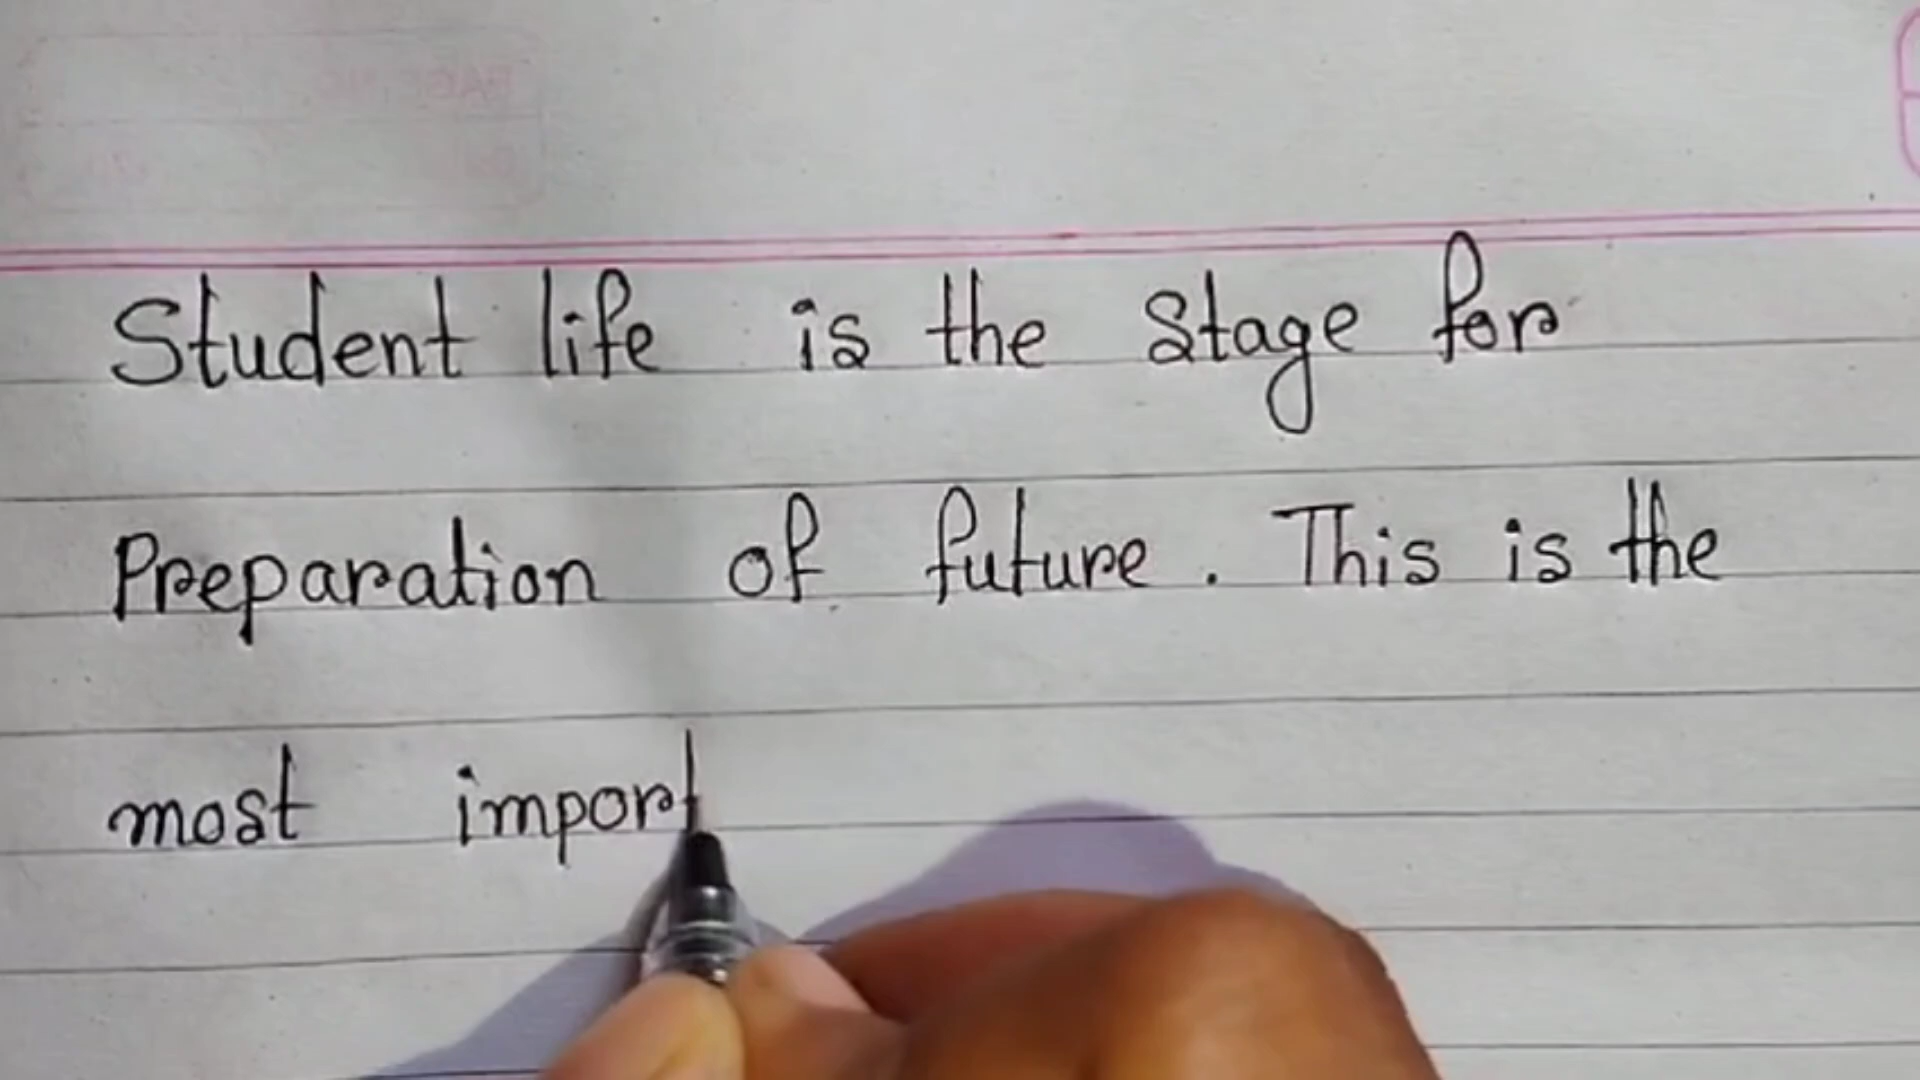 Student life is the Stage for
Preparation of future. This is the
most import